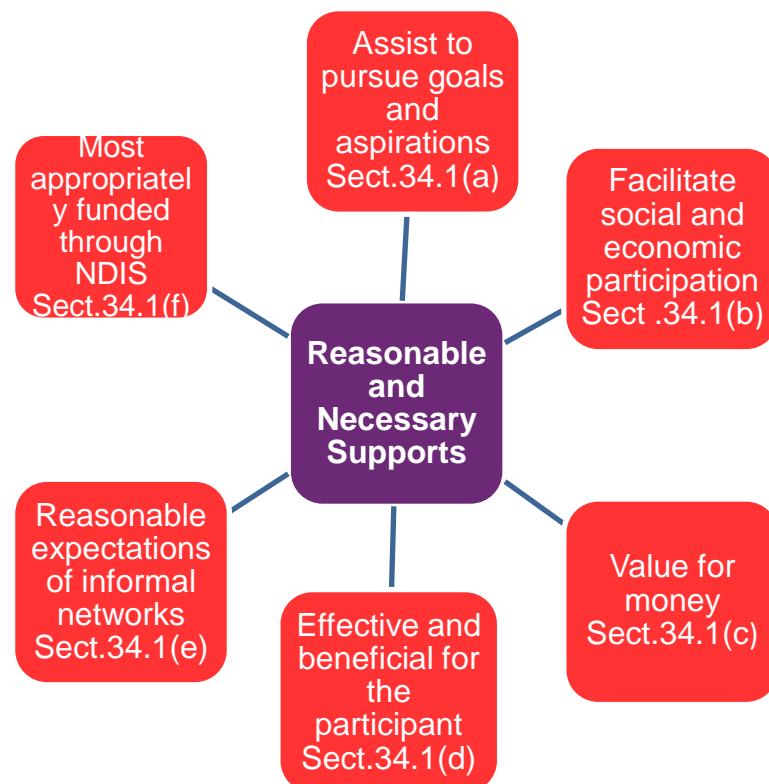 Assist to
pursue goals
and
aspirations
Sect.34.1(a)
Facilitate
social and
economic
participation
Sect .34.1(b)
Value for
money
Sect.34.1(c)
Effective and
beneficial for
the
participant
Sect.34.1(d)
Reasonable
expectations
of informal
networks
Sect.34.1(e)
Most
appropriatel
y funded
through
NDIS
Sect.34.1(f)
Reasonable
and
Necessary
Supports